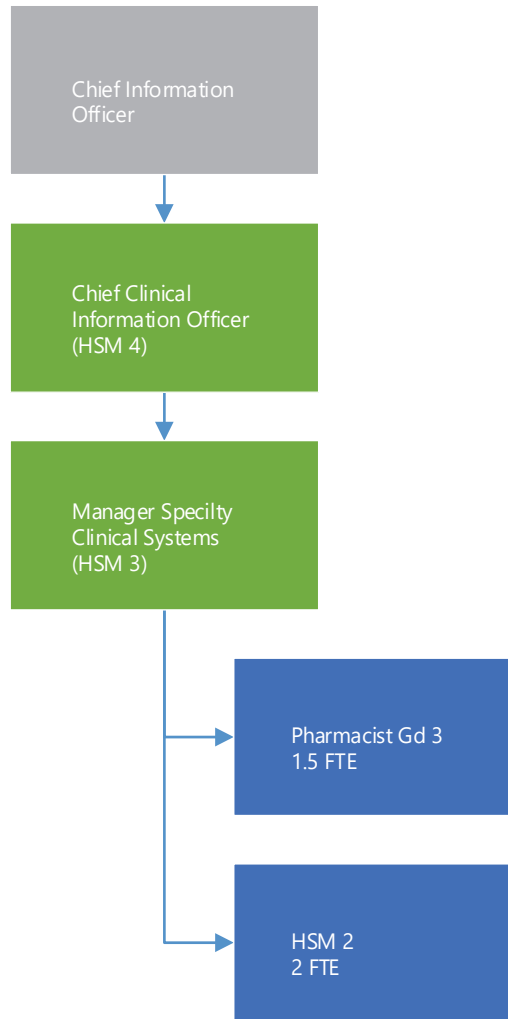 Chief Information
Officer
Chief Clinical
Information Officer
(HSM 4)
Manager Specilty
Clinical Systems
(HSM 3)
Pharmacist Gd 3
1.5 FTE
HSM 2
2 FTE